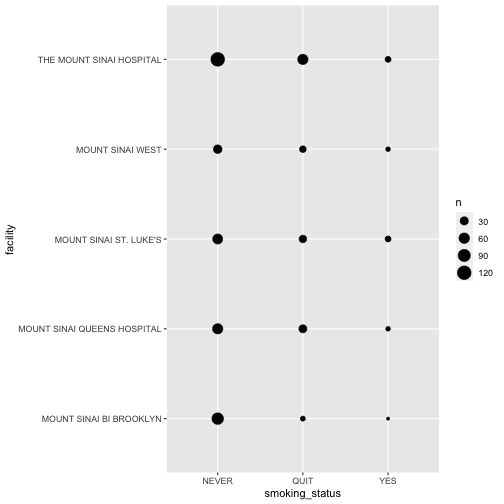 THE MOUNT SINAI HOSPITAL
MOUNT SINAI WEST
MOUNT SINAI ST. LUKE'S
MOUNT SINAI QUEENS HOSPITAL
MOUNT SINAI BI BROOKLYN
facility
NEVER QUIT YES
smoking_status
n
30
60
90
120